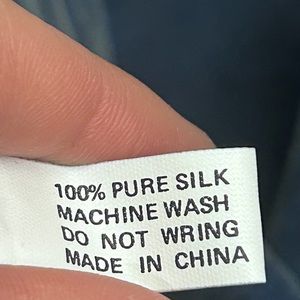 100% PURE SILK
MACHINE WASH
DO NOT WRING
MADE IN CHINA